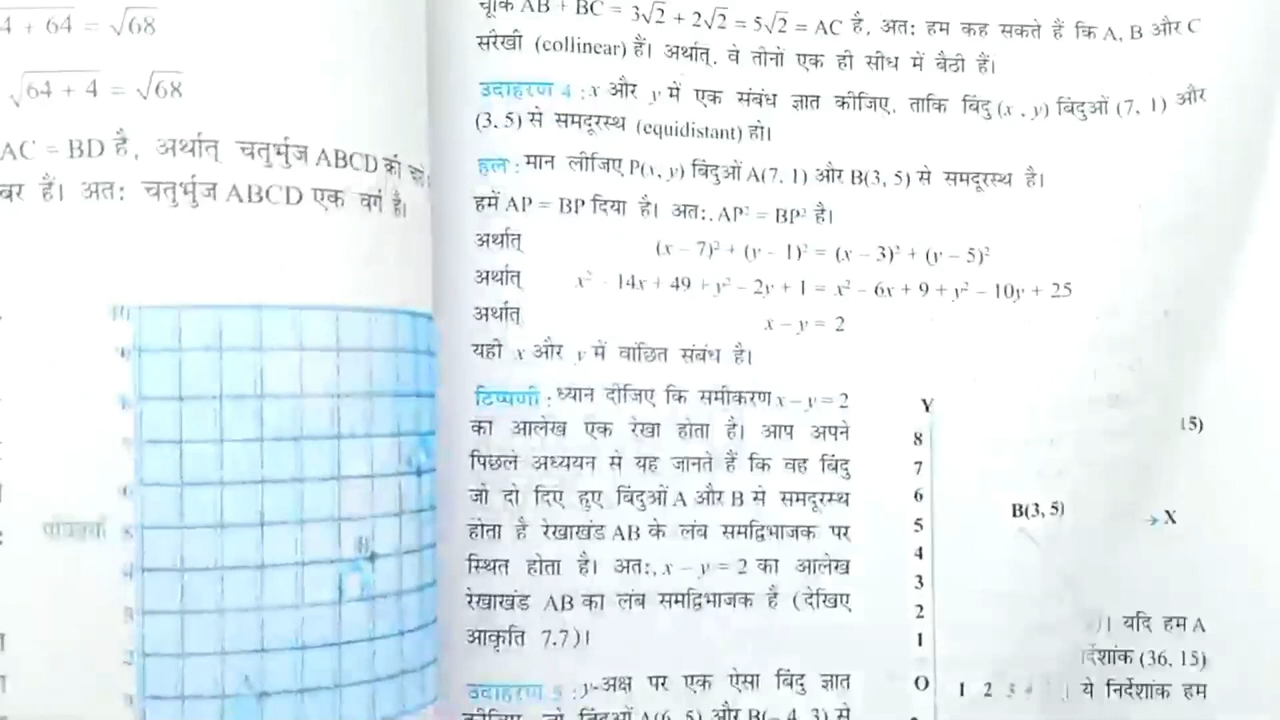 4 + 64 = √68
√64 + 4 = √68
AC = BD है, अर्थात् चतुर्भुज ABCD
बर हैं। अत: चतुर्भुज ABCD एक वर्ग है।
10
चूँकि AB + BC = 3√2 + 2√2 = 5√2 = AC है, अत: हम कह सकते हैं कि A, B और C
संरेखी (collinear) हैं। अर्थात्, वे तीनों एक ही सीध में बैठी हैं।
उदाहरण 4 : x और y में एक संबंध ज्ञात कीजिए, ताकि बिंदु (x , y) बिंदुओं (7, 1) और
(3, 5) से समदूरस्थ (equidistant) हो।
हल : मान लीजिए P(x, y) बिंदुओं A(7, 1) और B(3, 5) से समदूरस्थ है।
हमें AP = BP दिया है। अत:, AP² = BP² है।
अर्थात् (x – 7)² + (y – 1)² = (x – 3)² + (y – 5)²
अर्थात् x² – 14x + 49 + y² – 2y + 1 = x² – 6x + 9 + y² – 10y + 25
अर्थात् x – y = 2
यही x और y में वांछित संबंध है।
टिप्पणी : ध्यान दीजिए कि समीकरण x – y = 2
का आलेख एक रेखा होता है। आप अपने
पिछले अध्ययन से यह जानते हैं कि वह बिंदु
जो दो दिए हुए बिंदुओं A और B से समदूरस्थ
होता है रेखाखंड AB के लंब समद्विभाजक पर
स्थित होता है। अत:, x – y = 2 का आलेख
रेखाखंड AB का लंब समद्विभाजक है (देखिए
आकृति 7.7)।
उदाहरण 5 : y-अक्ष पर एक ऐसा बिंदु ज्ञात
कीजिए, जो बिंदुओं A(6, 5) और B(– 4, 3) से
Y
8
7
6
5
4
3
2
1
O 1 2 3
B(3, 5)
X
15)
)। यदि हम A
र्देशांक (36, 15)
ये निर्देशांक हम